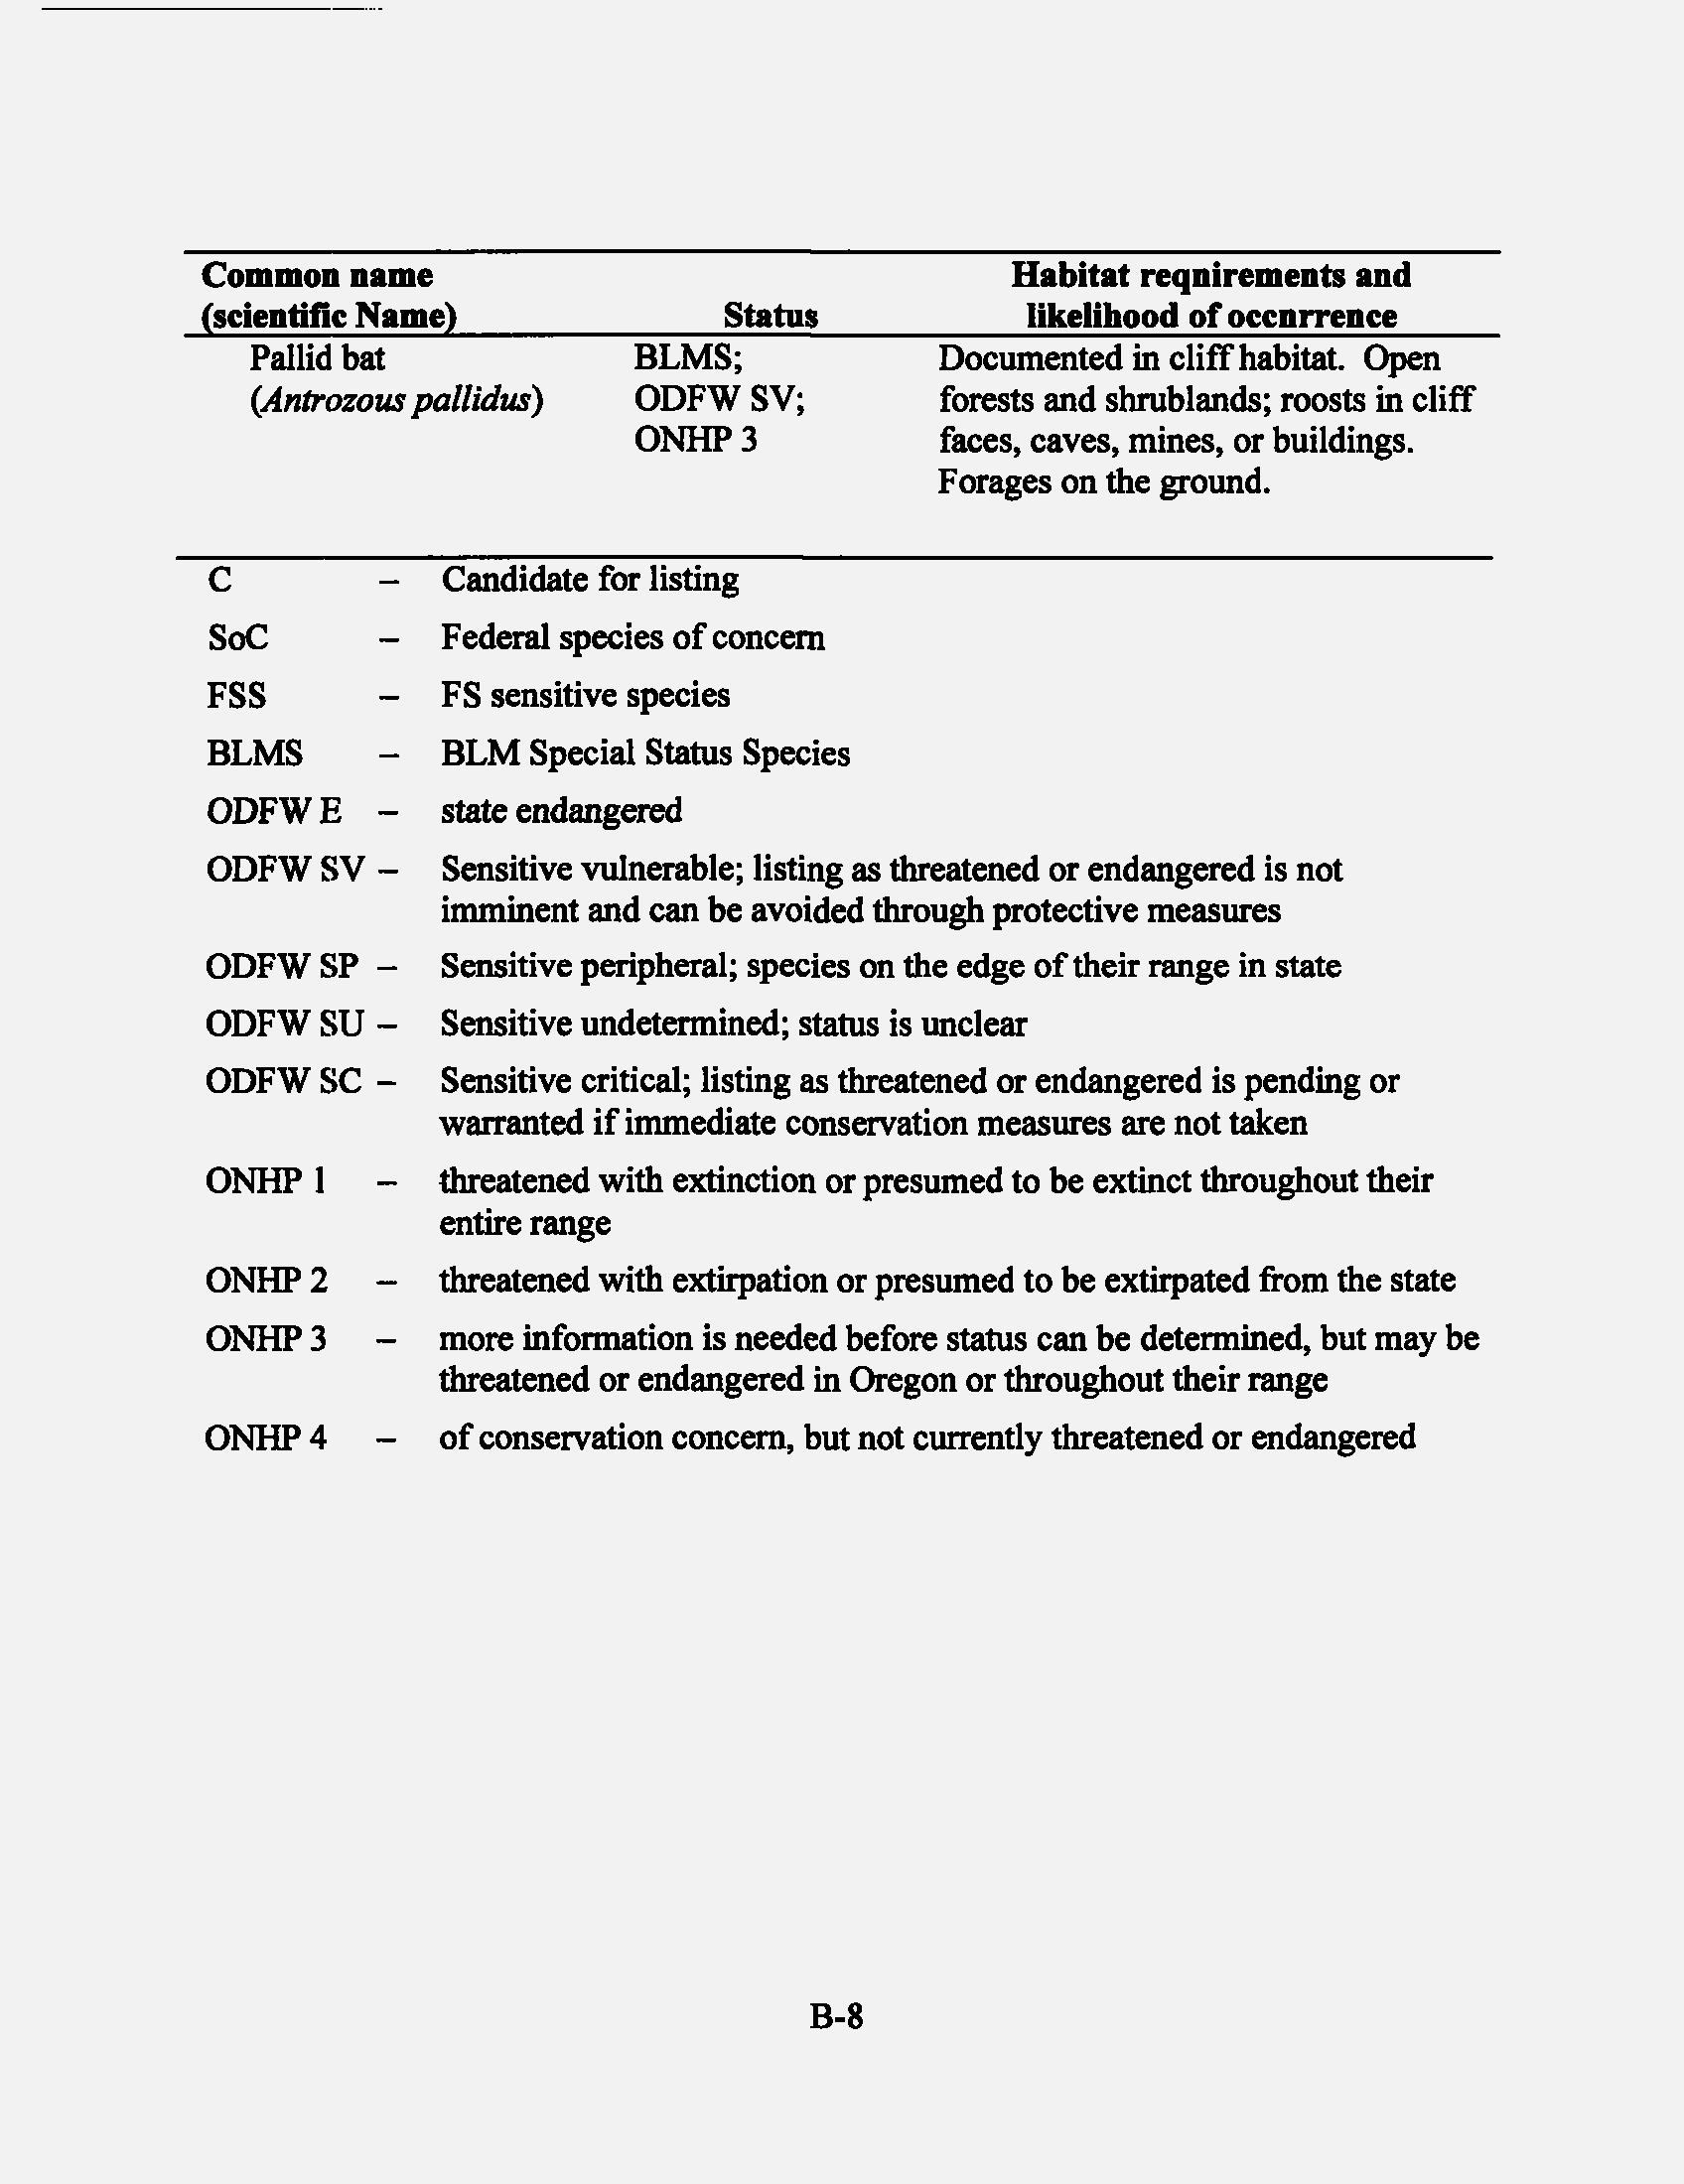 Common name
(scientific Name) Status Habitat reqnirements and
likelihood of occnrrence
Pallid bat BLMS; Documented in cliff habitat. Open
(Antrozous pallidus) ODFW SV; forests and shrublands; roosts in cliff
ONHP 3 faces, caves, mines, or buildings.
Forages on the ground.
C – Candidate for listing
SoC – Federal species of concern
FSS – FS sensitive species
BLMS – BLM Special Status Species
ODFW E – state endangered
ODFW SV – Sensitive vulnerable; listing as threatened or endangered is not
imminent and can be avoided through protective measures
ODFW SP – Sensitive peripheral; species on the edge of their range in state
ODFW SU – Sensitive undetermined; status is unclear
ODFW SC – Sensitive critical; listing as threatened or endangered is pending or
warranted if immediate conservation measures are not taken
ONHP 1 – threatened with extinction or presumed to be extinct throughout their
entire range
ONHP 2 – threatened with extirpation or presumed to be extirpated from the state
ONHP 3 – more information is needed before status can be determined, but may be
threatened or endangered in Oregon or throughout their range
ONHP 4 – of conservation concern, but not currently threatened or endangered
B-8